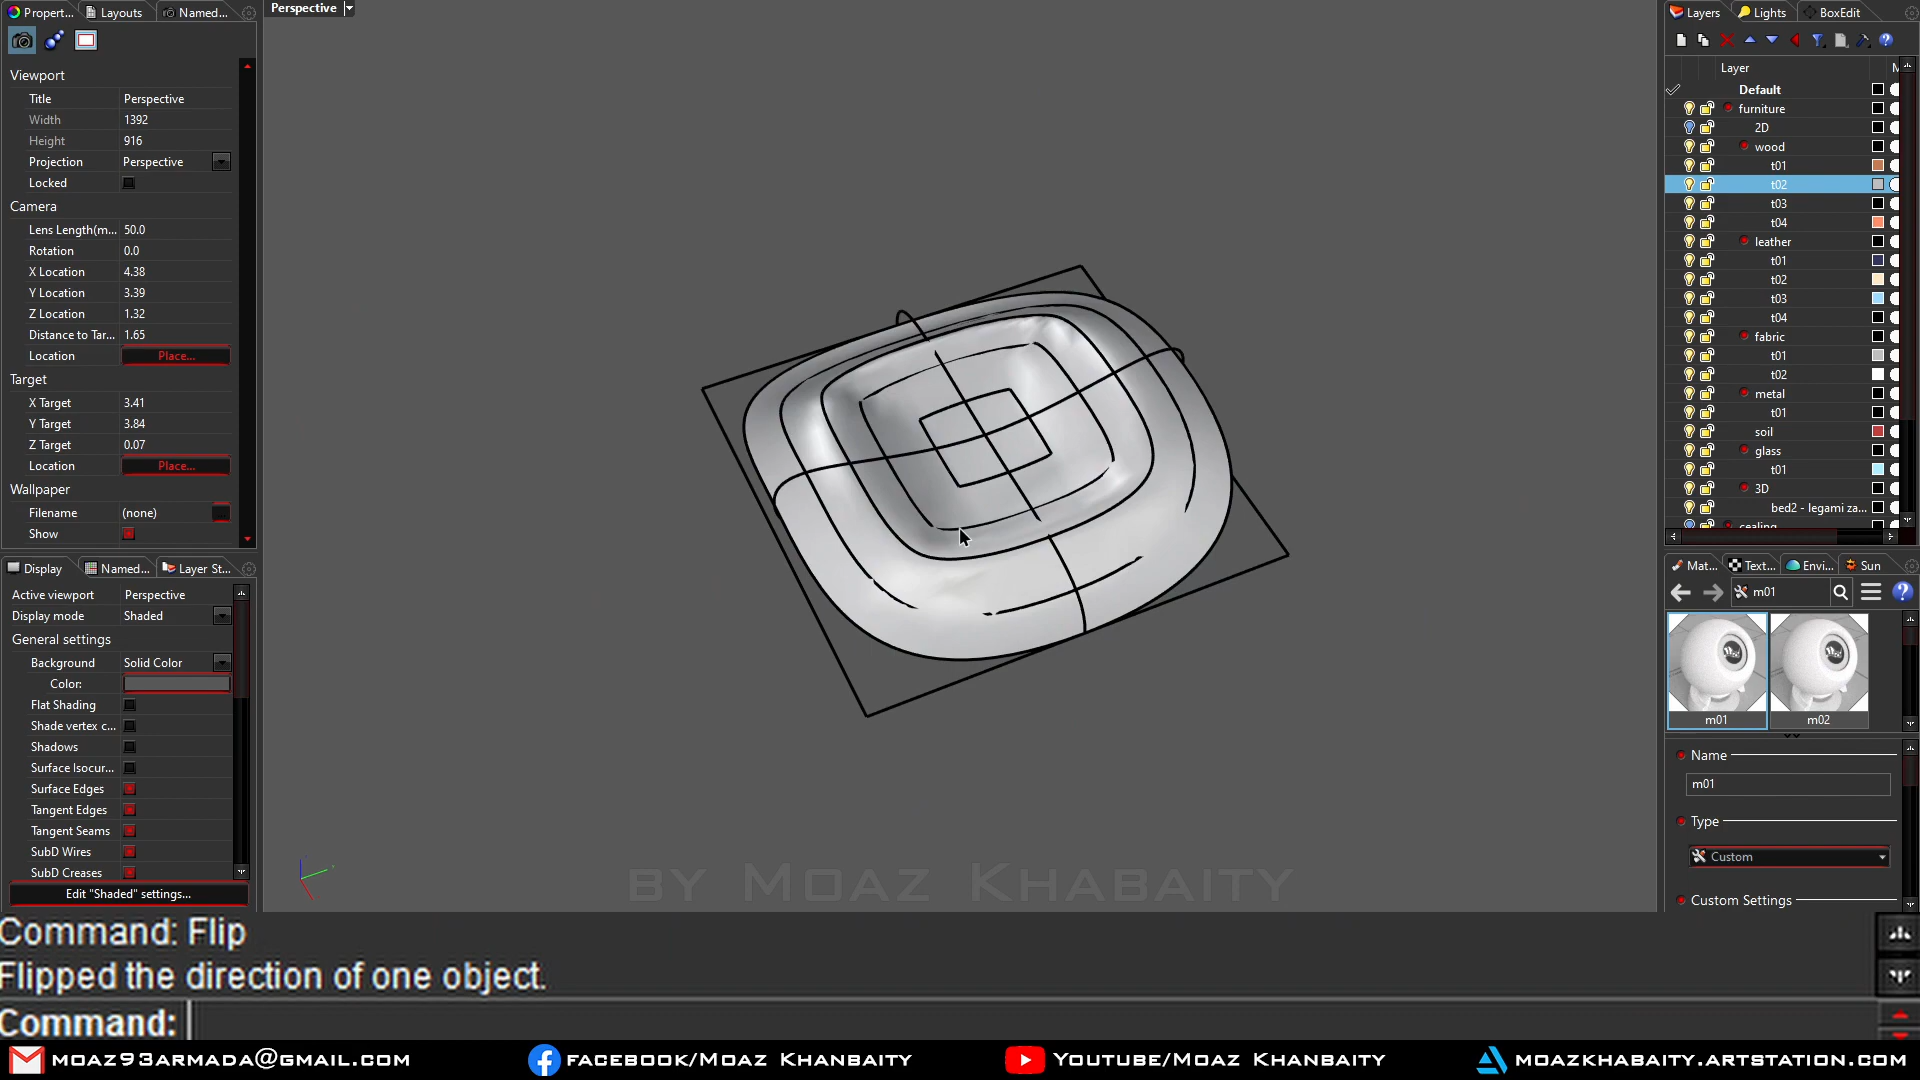 Propert...
Layouts
Named...
Viewport
Title Perspective
Width 1392
Height 916
Projection Perspective
Locked
Camera
Lens Length(m... 50.0
Rotation 0.0
X Location 4.38
Y Location 3.39
Z Location 1.32
Distance to Tar... 1.65
Location Place...
Target
X Target 3.41
Y Target 3.84
Z Target 0.07
Location Place...
Wallpaper
Filename (none)
Show
Display
Named...
Layer St...
Active viewport Perspective
Display mode Shaded
General settings
Background Solid Color
Color:
Flat Shading
Shade vertex c...
Shadows
Surface Isocur...
Surface Edges
Tangent Edges
Tangent Seams
SubD Wires
SubD Creases
Edit "Shaded" settings...
Perspective
by Moaz Khabaity
Layers
Lights
BoxEdit
Layer
Default
furniture
2D
wood
t01
t02
t03
t04
leather
t01
t02
t03
t04
fabric
t01
t02
metal
t01
soil
glass
t01
3D
bed2 - legami za...
cealing
Mat...
Text...
Envi...
Sun
m01
m01
m02
Name
m01
Type
Custom
Custom Settings
Command: Flip
Flipped the direction of one object.
Command:
moaz93armada@gmail.com
facebook/Moaz Khanbaity
Youtube/Moaz Khanbaity
moazkhabaity.artstation.com